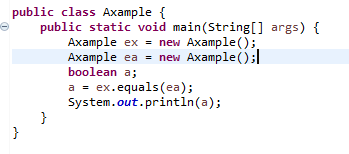 public class Axample {
    public static void main(String[] args) {
        Axample ex = new Axample();
        Axample ea = new Axample();
        boolean a;
        a = ex.equals(ea);
        System.out.println(a);
    }
}